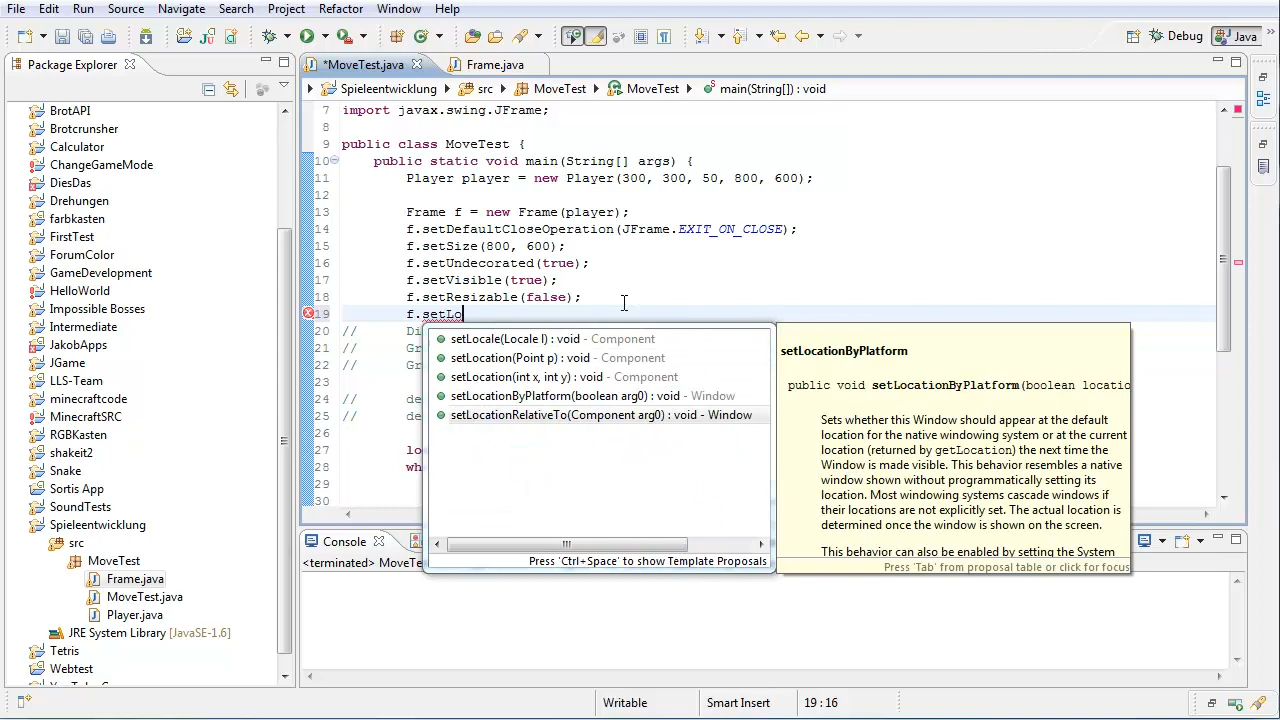 File Edit Run Source Navigate Search Project Refactor Window Help
Debug Java
Package Explorer
*MoveTest.java Frame.java
Spieleentwicklung src MoveTest MoveTest main(String[]) : void
BrotAPI
Brotcrunsher
Calculator
ChangeGameMode
DiesDas
Drehungen
farbkasten
FirstTest
ForumColor
GameDevelopment
HelloWorld
Impossible Bosses
Intermediate
JakobApps
JGame
LLS-Team
minecraftcode
MinecraftSRC
RGBKasten
shakeit2
Snake
Sortis App
SoundTests
Spieleentwicklung
src
MoveTest
Frame.java
MoveTest.java
Player.java
JRE System Library [JavaSE-1.6]
Tetris
Webtest
7 import javax.swing.JFrame;
8
9 public class MoveTest {
10 public static void main(String[] args) {
11 Player player = new Player(300, 300, 50, 800, 600);
12
13 Frame f = new Frame(player);
14 f.setDefaultCloseOperation(JFrame.EXIT_ON_CLOSE);
15 f.setSize(800, 600);
16 f.setUndecorated(true);
17 f.setVisible(true);
18 f.setResizable(false);
19 f.setLo
20 // Di
21 // Gr
22 // Gr
23
24 // de
25 // de
26
27 lo
28 wh
30
setLocale(Locale l) : void - Component
setLocation(Point p) : void - Component
setLocation(int x, int y) : void - Component
setLocationByPlatform(boolean arg0) : void - Window
setLocationRelativeTo(Component arg0) : void - Window
Press 'Ctrl+Space' to show Template Proposals
setLocationByPlatform
public void setLocationByPlatform(boolean locatio
Sets whether this Window should appear at the default
location for the native windowing system or at the current
location (returned by getLocation) the next time the
Window is made visible. This behavior resembles a native
window shown without programmatically setting its
location. Most windowing systems cascade windows if
their locations are not explicitly set. The actual location is
determined once the window is shown on the screen.
This behavior can also be enabled by setting the System
Press 'Tab' from proposal table or click for focus
Console
<terminated> MoveTe
Writable Smart Insert 19 : 16